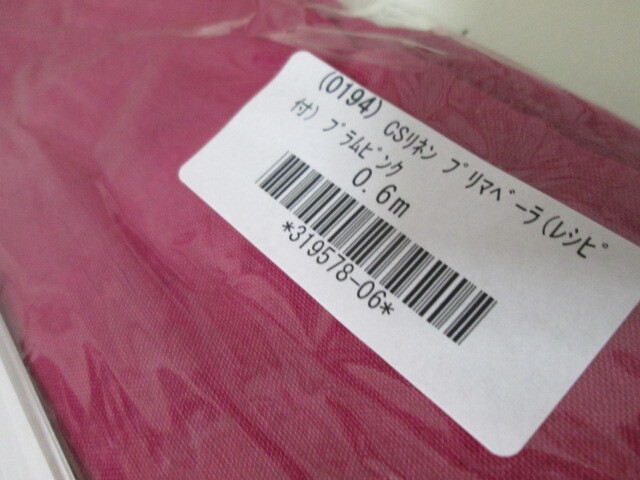 (0194) CSﾘﾈﾝ ﾌﾟﾘﾏﾍﾞｰﾗ(ﾚｼﾋﾟ
付) ﾌﾟﾗﾑﾋﾟﾝｸ
0.6m
*319578-06*